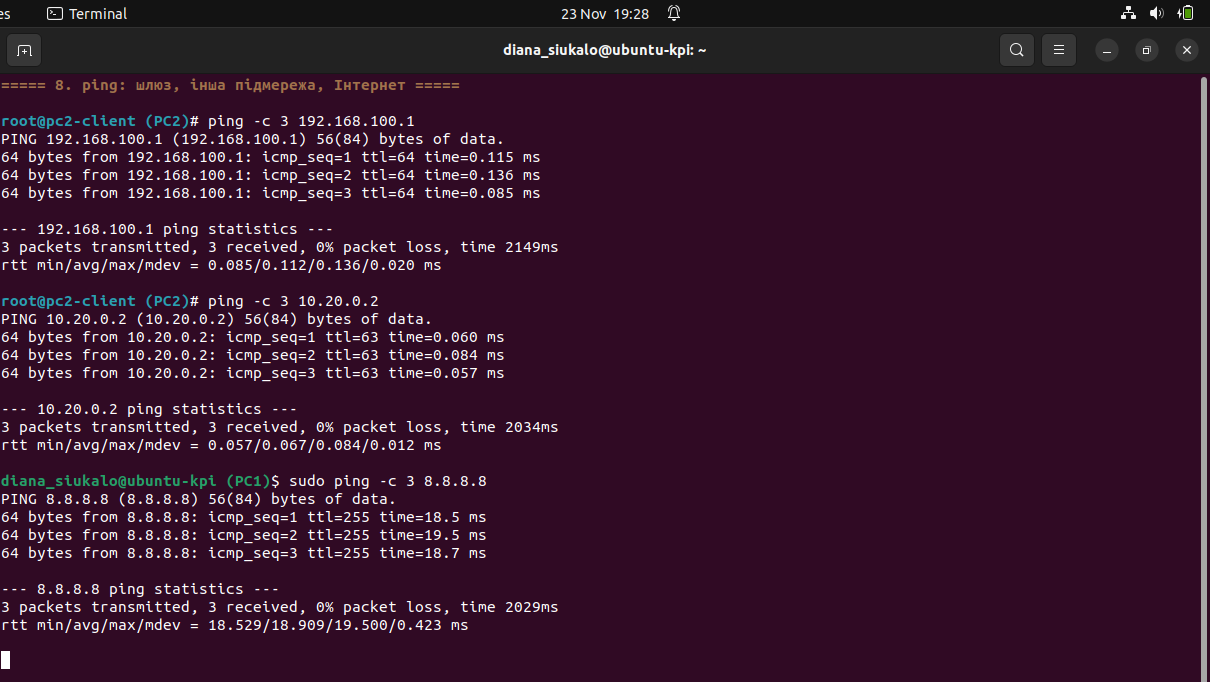 es
Terminal
23 Nov 19:28
diana_siukalo@ubuntu-kpi: ~
===== 8. ping: шлюз, інша підмережа, Інтернет =====
root@pc2-client (PC2)# ping -c 3 192.168.100.1
PING 192.168.100.1 (192.168.100.1) 56(84) bytes of data.
64 bytes from 192.168.100.1: icmp_seq=1 ttl=64 time=0.115 ms
64 bytes from 192.168.100.1: icmp_seq=2 ttl=64 time=0.136 ms
64 bytes from 192.168.100.1: icmp_seq=3 ttl=64 time=0.085 ms
--- 192.168.100.1 ping statistics ---
3 packets transmitted, 3 received, 0% packet loss, time 2149ms
rtt min/avg/max/mdev = 0.085/0.112/0.136/0.020 ms
root@pc2-client (PC2)# ping -c 3 10.20.0.2
PING 10.20.0.2 (10.20.0.2) 56(84) bytes of data.
64 bytes from 10.20.0.2: icmp_seq=1 ttl=63 time=0.060 ms
64 bytes from 10.20.0.2: icmp_seq=2 ttl=63 time=0.084 ms
64 bytes from 10.20.0.2: icmp_seq=3 ttl=63 time=0.057 ms
--- 10.20.0.2 ping statistics ---
3 packets transmitted, 3 received, 0% packet loss, time 2034ms
rtt min/avg/max/mdev = 0.057/0.067/0.084/0.012 ms
diana_siukalo@ubuntu-kpi (PC1)$ sudo ping -c 3 8.8.8.8
PING 8.8.8.8 (8.8.8.8) 56(84) bytes of data.
64 bytes from 8.8.8.8: icmp_seq=1 ttl=255 time=18.5 ms
64 bytes from 8.8.8.8: icmp_seq=2 ttl=255 time=19.5 ms
64 bytes from 8.8.8.8: icmp_seq=3 ttl=255 time=18.7 ms
--- 8.8.8.8 ping statistics ---
3 packets transmitted, 3 received, 0% packet loss, time 2029ms
rtt min/avg/max/mdev = 18.529/18.909/19.500/0.423 ms